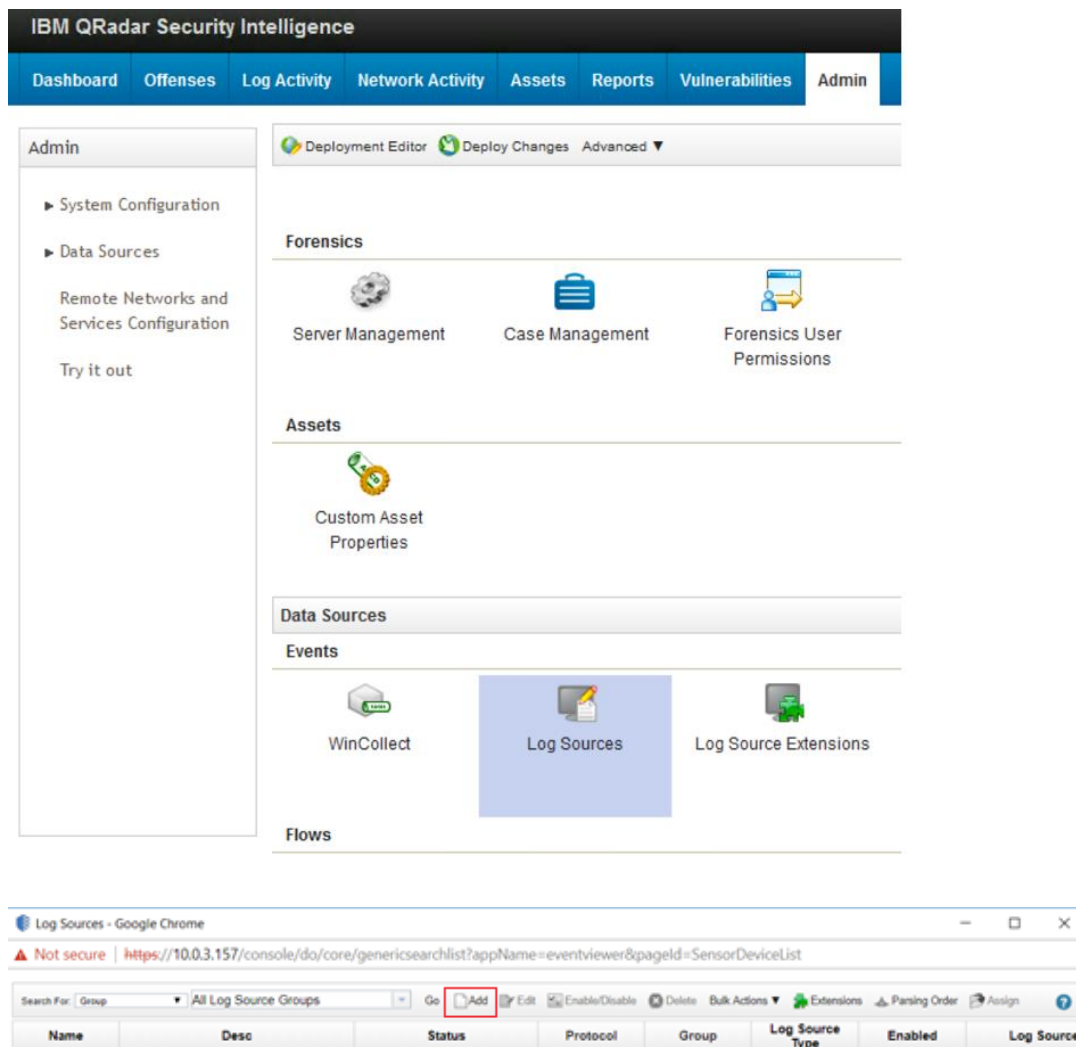 IBM QRadar Security Intelligence
Dashboard Offenses Log Activity Network Activity Assets Reports Vulnerabilities Admin
Admin
System Configuration
Data Sources
Remote Networks and
Services Configuration
Try it out
Deployment Editor Deploy Changes Advanced ▼
Forensics
Server Management Case Management Forensics User
Permissions
Assets
Custom Asset
Properties
Data Sources
Events
WinCollect Log Sources Log Source Extensions
Flows
Log Sources - Google Chrome
Not secure | https://10.0.3.157/console/do/core/genericsearchlist?appName=eventviewer&pageId=SensorDeviceList
Search For: Group ▼ All Log Source Groups Go Add Edit Enable/Disable Delete Bulk Actions ▼ Extensions Parsing Order Assign ?
Name Desc Status Protocol Group Log Source
Type Enabled Log Source